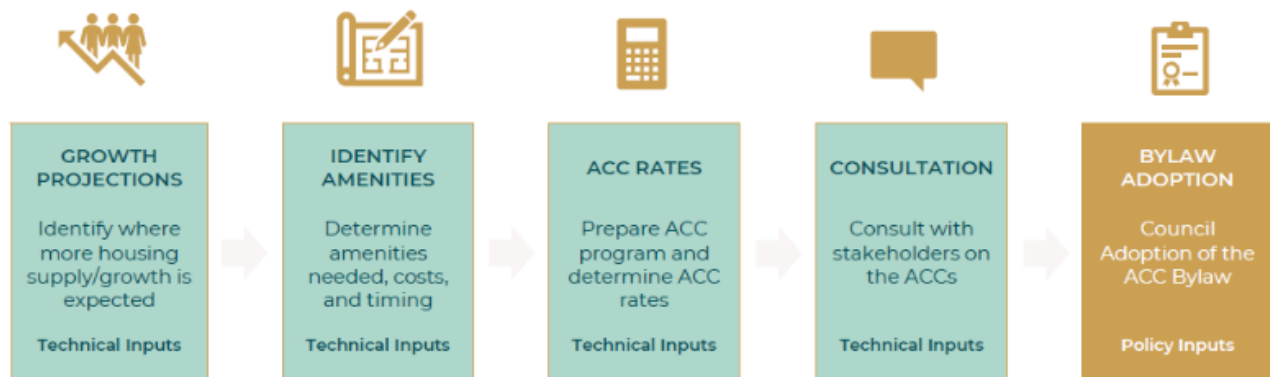 GROWTH
PROJECTIONS
Identify where
more housing
supply/growth is
expected
Technical Inputs
IDENTIFY
AMENITIES
Determine
amenities
needed, costs,
and timing
Technical Inputs
ACC RATES
Prepare ACC
program and
determine ACC
rates
Technical Inputs
CONSULTATION
Consult with
stakeholders on
the ACCs
Technical Inputs
BYLAW
ADOPTION
Council
Adoption of the
ACC Bylaw
Policy Inputs